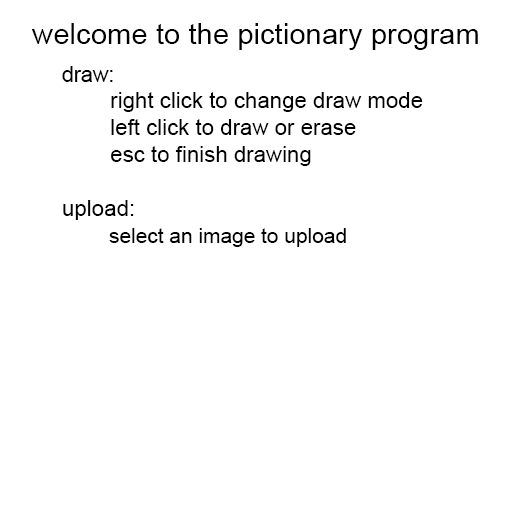 welcome to the pictionary program
draw:
right click to change draw mode
left click to draw or erase
esc to finish drawing
upload:
select an image to upload